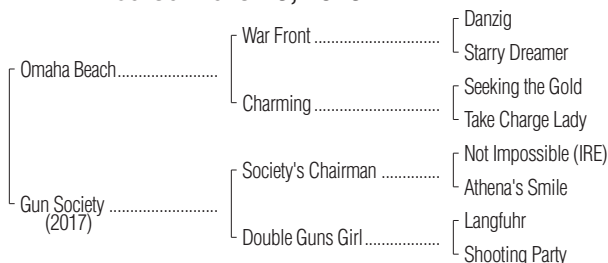 Omaha Beach
Gun Society
(2017)
War Front
Charming
Society's Chairman
Double Guns Girl
Danzig
Starry Dreamer
Seeking the Gold
Take Charge Lady
Not Impossible (IRE)
Athena's Smile
Langfuhr
Shooting Party